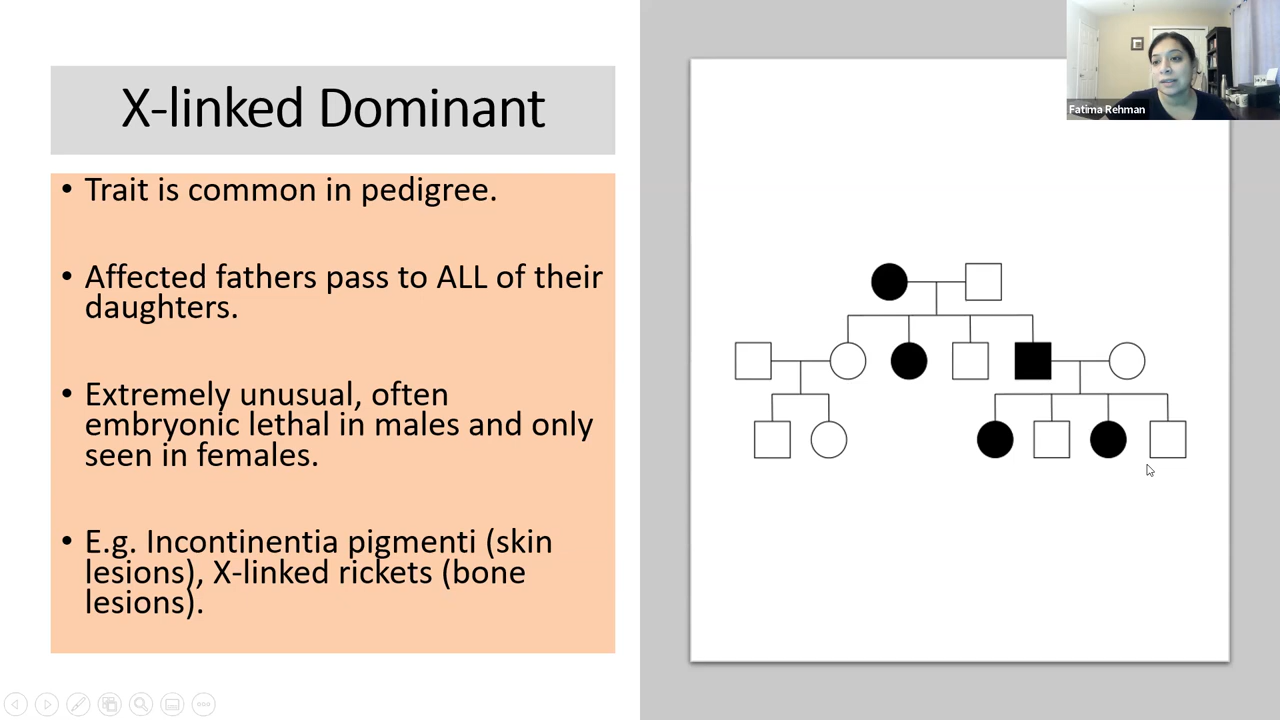 X-linked Dominant
• Trait is common in pedigree.
• Affected fathers pass to ALL of their
daughters.
• Extremely unusual, often
embryonic lethal in males and only
seen in females.
• E.g. Incontinentia pigmenti (skin
lesions), X-linked rickets (bone
lesions).
Fatima Rehman